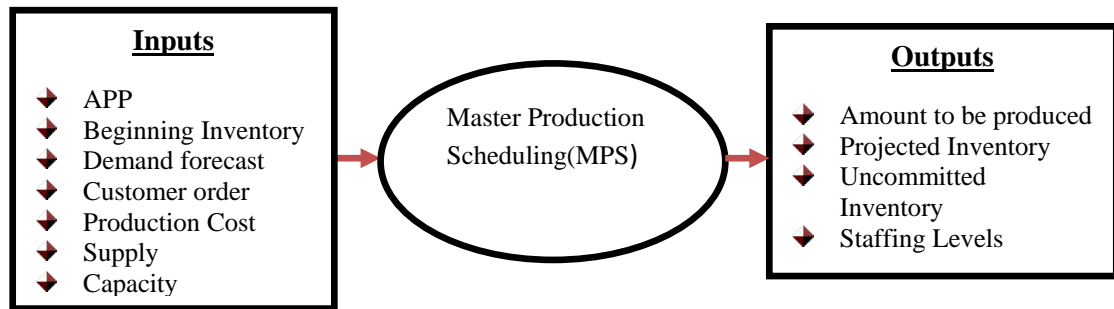 Inputs
APP
Beginning Inventory
Demand forecast
Customer order
Production Cost
Supply
Capacity
Master Production
Scheduling(MPS)
Outputs
Amount to be produced
Projected Inventory
Uncommitted
Inventory
Staffing Levels